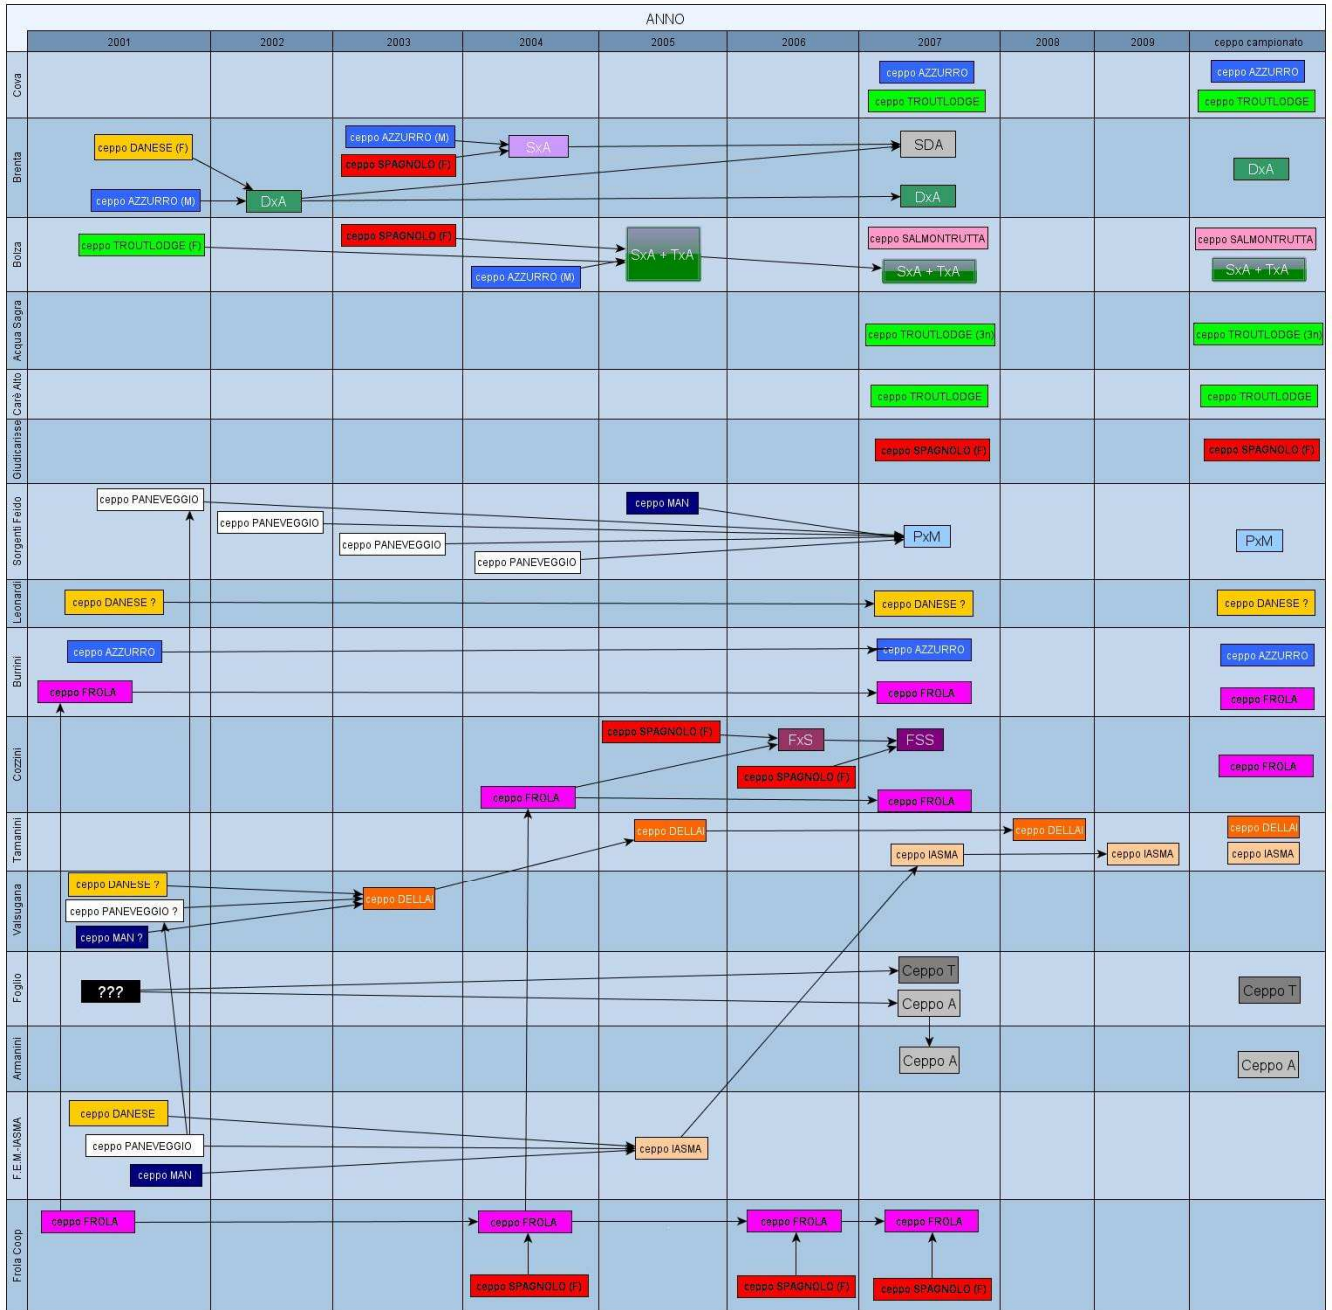 ANNO
2001 2002 2003 2004 2005 2006 2007 2008 2009 ceppo campionato
Cova
ceppo AZZURRO ceppo AZZURRO
ceppo TROUTLODGE ceppo TROUTLODGE
Brenta
ceppo AZZURRO (M)
ceppo DANESE (F) SxA SDA
ceppo SPAGNOLO (F) DxA
ceppo AZZURRO (M) DxA DxA
Bolza
ceppo SPAGNOLO (F)
ceppo TROUTLODGE (F) ceppo SALMONTRUTTA ceppo SALMONTRUTTA
SxA + TxA
ceppo AZZURRO (M) SxA + TxA SxA + TxA
Acqua Sagra
ceppo TROUTLODGE (3n) ceppo TROUTLODGE (3n)
Carè Alto
ceppo TROUTLODGE ceppo TROUTLODGE
Giudicariese
ceppo SPAGNOLO (F) ceppo SPAGNOLO (F)
Sorgenti Feido
ceppo PANEVEGGIO ceppo MAN
ceppo PANEVEGGIO
ceppo PANEVEGGIO PxM PxM
ceppo PANEVEGGIO
Leonardi
ceppo DANESE ? ceppo DANESE ? ceppo DANESE ?
Burrini
ceppo AZZURRO ceppo AZZURRO ceppo AZZURRO
ceppo FROLA ceppo FROLA ceppo FROLA
Cozzini
ceppo SPAGNOLO (F) FxS FSS
ceppo SPAGNOLO (F) ceppo FROLA
ceppo FROLA ceppo FROLA
Tamanini
ceppo DELLAI ceppo DELLAI ceppo DELLAI
ceppo IASMA ceppo IASMA ceppo IASMA
Valsugana
ceppo DANESE ?
ceppo PANEVEGGIO ? ceppo DELLAI
ceppo MAN ?
Foglio
??? Ceppo T Ceppo T
Ceppo A
Armanini
Ceppo A Ceppo A
F.E.M.-IASMA
ceppo DANESE
ceppo PANEVEGGIO ceppo IASMA
ceppo MAN
Frola Coop
ceppo FROLA ceppo FROLA ceppo FROLA ceppo FROLA
ceppo SPAGNOLO (F) ceppo SPAGNOLO (F) ceppo SPAGNOLO (F)